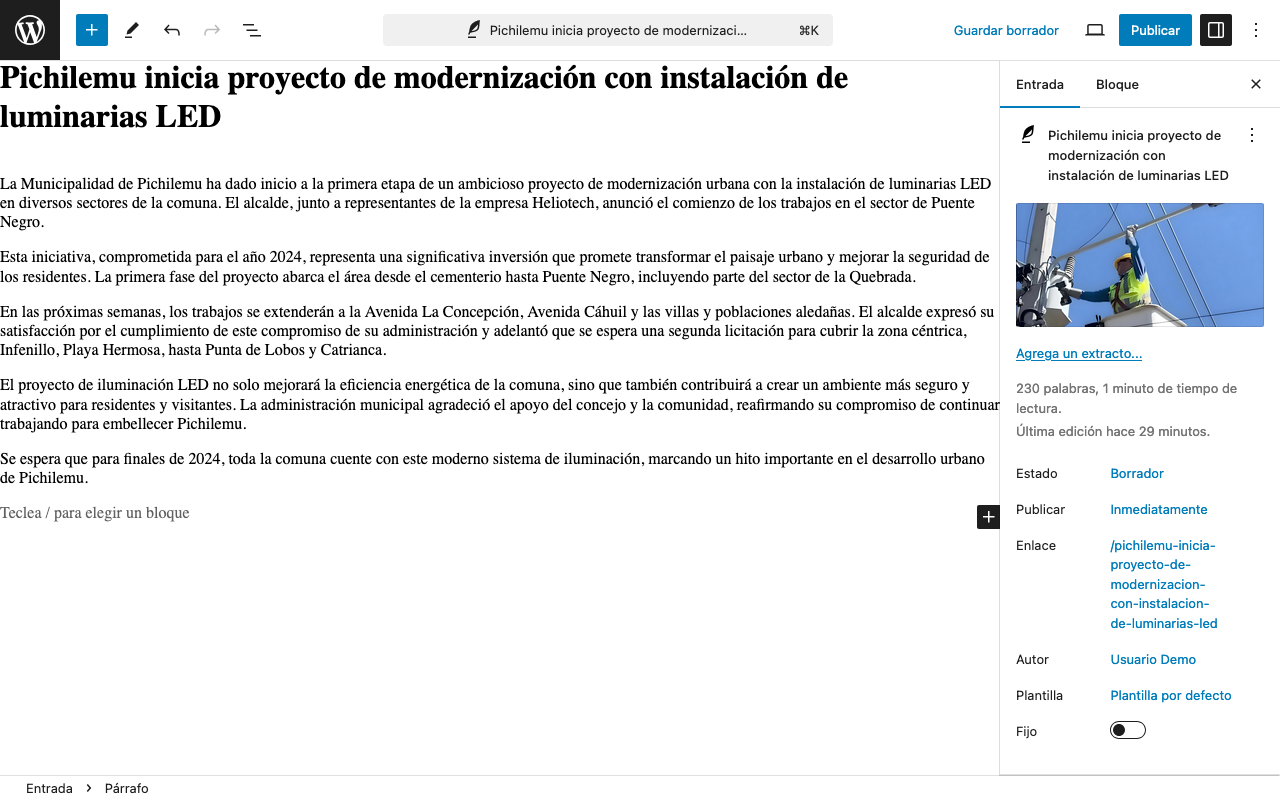 Pichilemu inicia proyecto de modernizaci... ⌘K
Guardar borrador
Publicar
Pichilemu inicia proyecto de modernización con instalación de
luminarias LED
La Municipalidad de Pichilemu ha dado inicio a la primera etapa de un ambicioso proyecto de modernización urbana con la instalación de luminarias LED
en diversos sectores de la comuna. El alcalde, junto a representantes de la empresa Heliotech, anunció el comienzo de los trabajos en el sector de Puente
Negro.
Esta iniciativa, comprometida para el año 2024, representa una significativa inversión que promete transformar el paisaje urbano y mejorar la seguridad de
los residentes. La primera fase del proyecto abarca el área desde el cementerio hasta Puente Negro, incluyendo parte del sector de la Quebrada.
En las próximas semanas, los trabajos se extenderán a la Avenida La Concepción, Avenida Cáhuil y las villas y poblaciones aledañas. El alcalde expresó su
satisfacción por el cumplimiento de este compromiso de su administración y adelantó que se espera una segunda licitación para cubrir la zona céntrica,
Infenillo, Playa Hermosa, hasta Punta de Lobos y Catrianca.
El proyecto de iluminación LED no solo mejorará la eficiencia energética de la comuna, sino que también contribuirá a crear un ambiente más seguro y
atractivo para residentes y visitantes. La administración municipal agradeció el apoyo del concejo y la comunidad, reafirmando su compromiso de continuar
trabajando para embellecer Pichilemu.
Se espera que para finales de 2024, toda la comuna cuente con este moderno sistema de iluminación, marcando un hito importante en el desarrollo urbano
de Pichilemu.
Teclea / para elegir un bloque
Entrada Bloque
Pichilemu inicia proyecto de
modernización con
instalación de luminarias LED
Agrega un extracto...
230 palabras, 1 minuto de tiempo de
lectura.
Última edición hace 29 minutos.
Estado Borrador
Publicar Inmediatamente
Enlace /pichilemu-inicia-
proyecto-de-
modernizacion-
con-instalacion-
de-luminarias-led
Autor Usuario Demo
Plantilla Plantilla por defecto
Fijo
Entrada > Párrafo